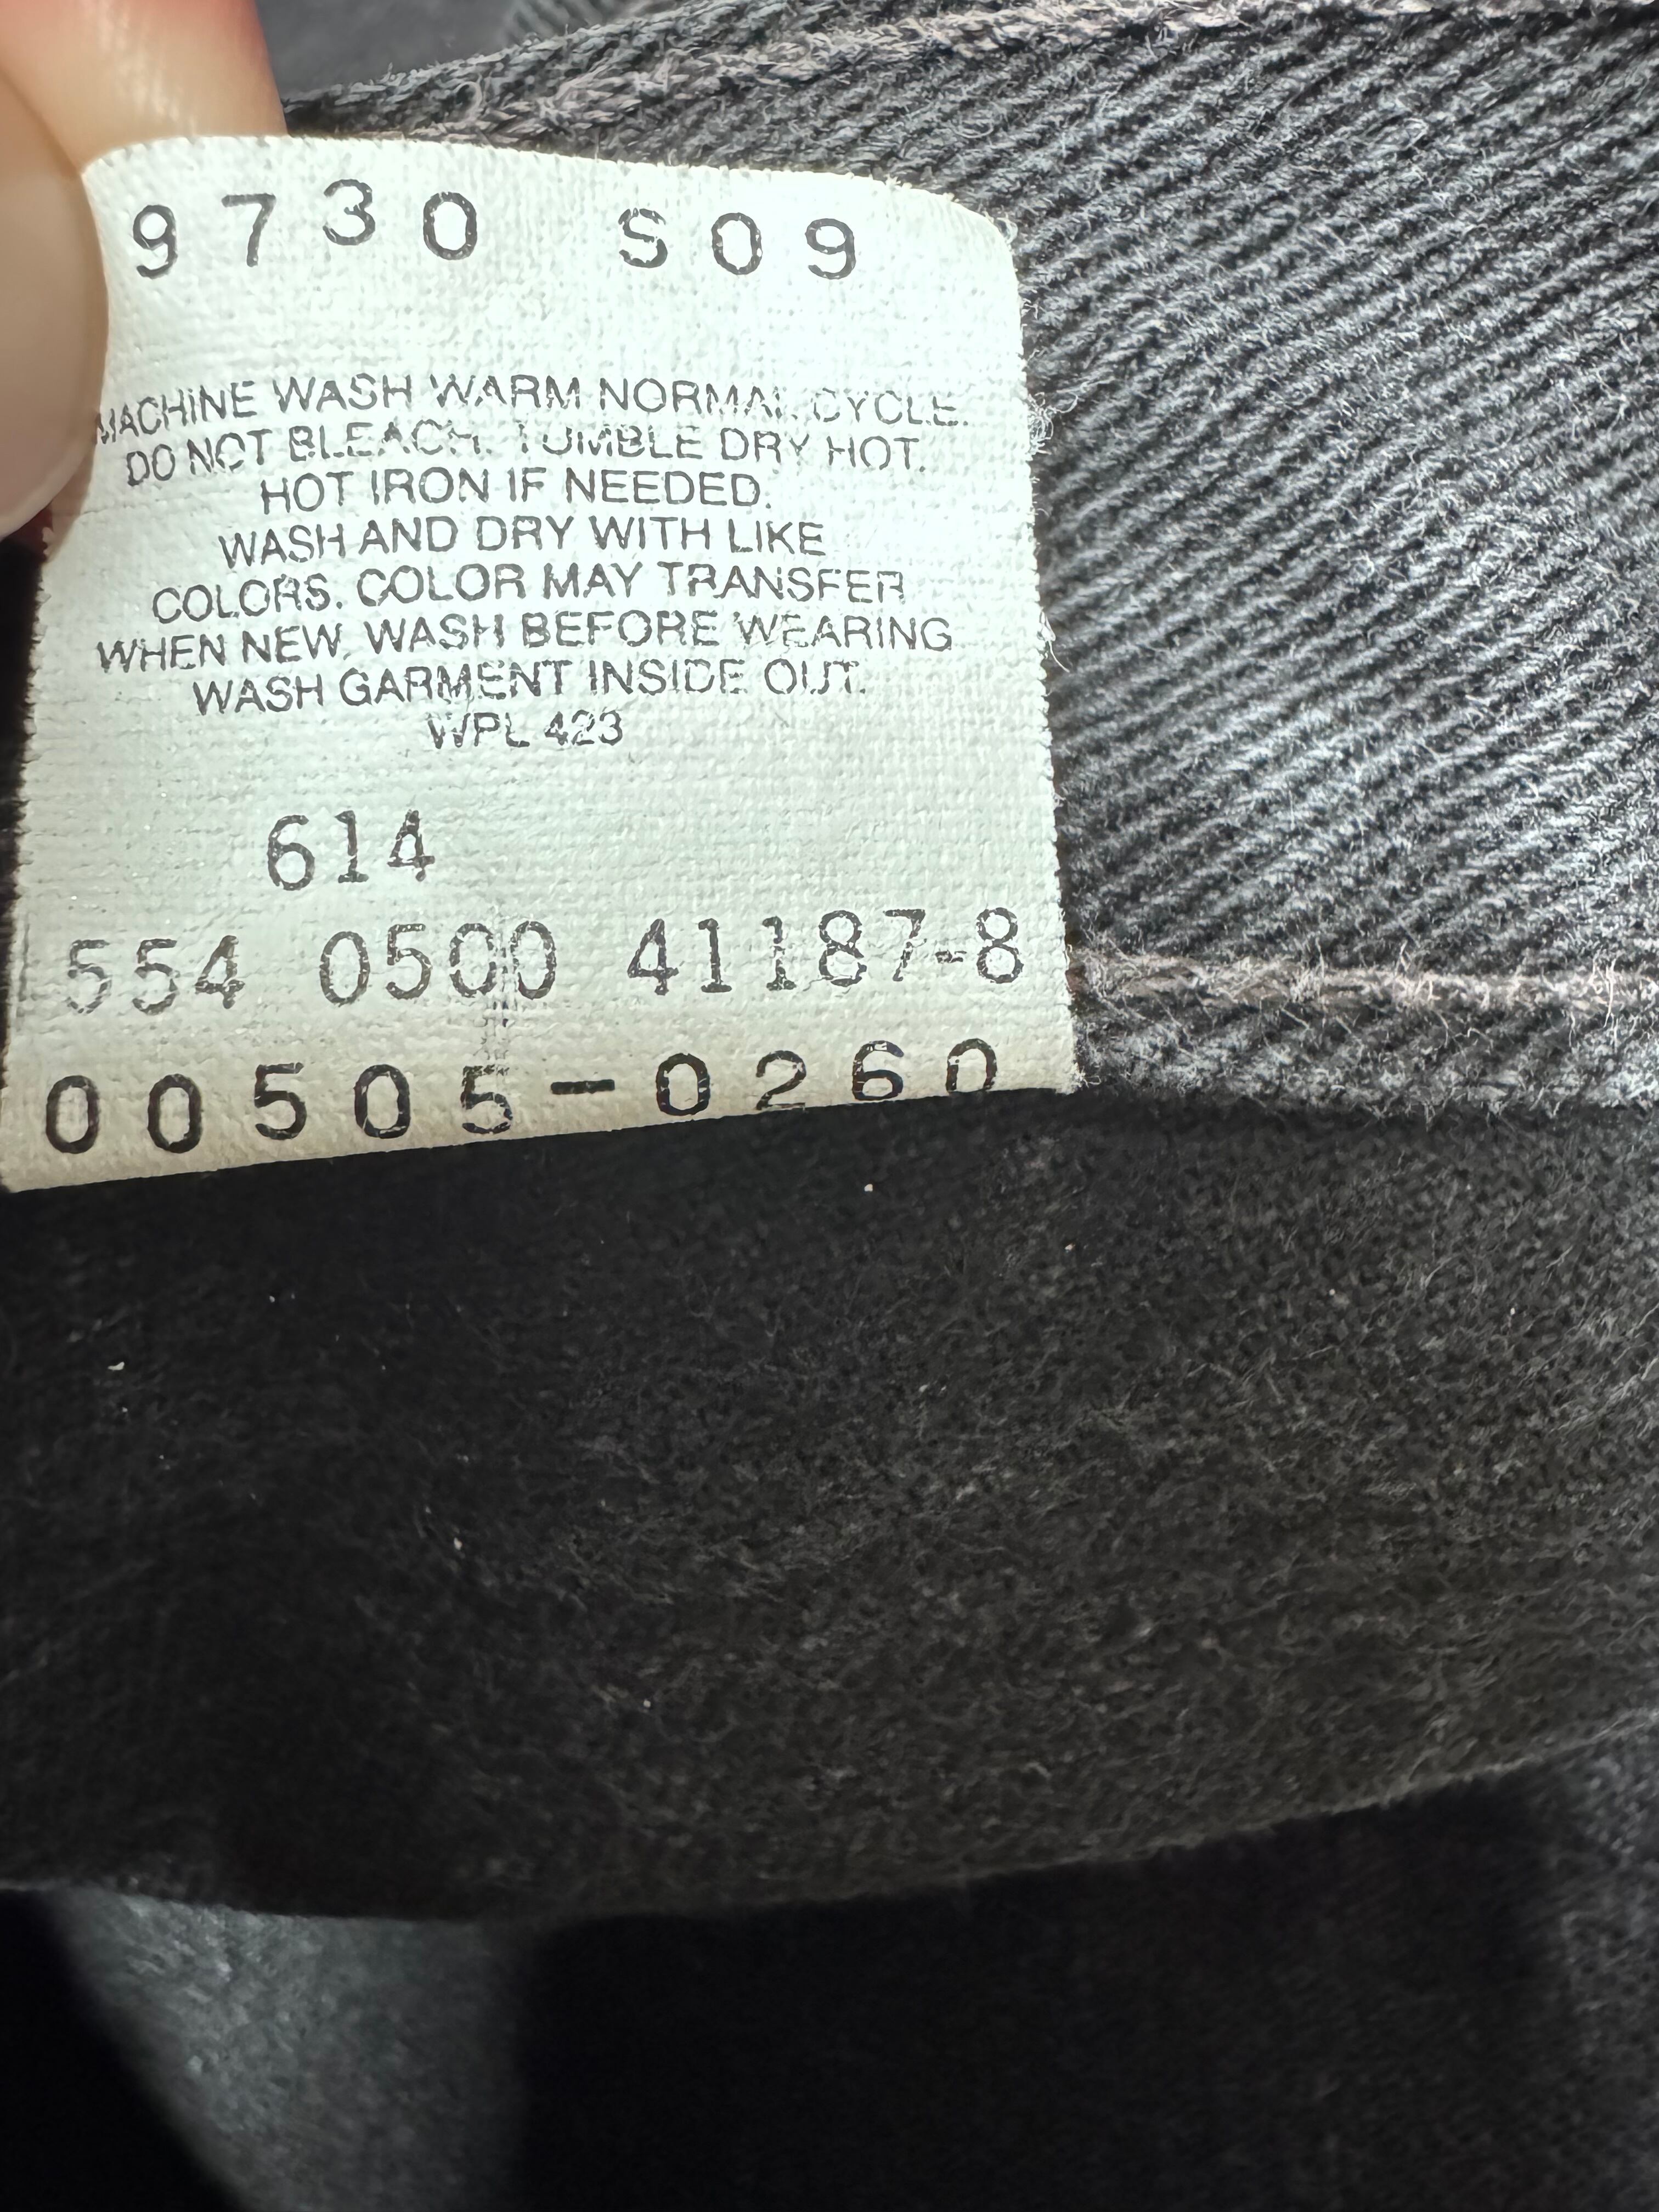 9730 S09
MACHINE WASH WARM NORMAL CYCLE.
DO NOT BLEACH. TUMBLE DRY HOT.
HOT IRON IF NEEDED.
WASH AND DRY WITH LIKE
COLORS. COLOR MAY TRANSFER
WHEN NEW, WASH BEFORE WEARING
WASH GARMENT INSIDE OUT.
WPL 423
614
554 0500 41187-8
00505-0260